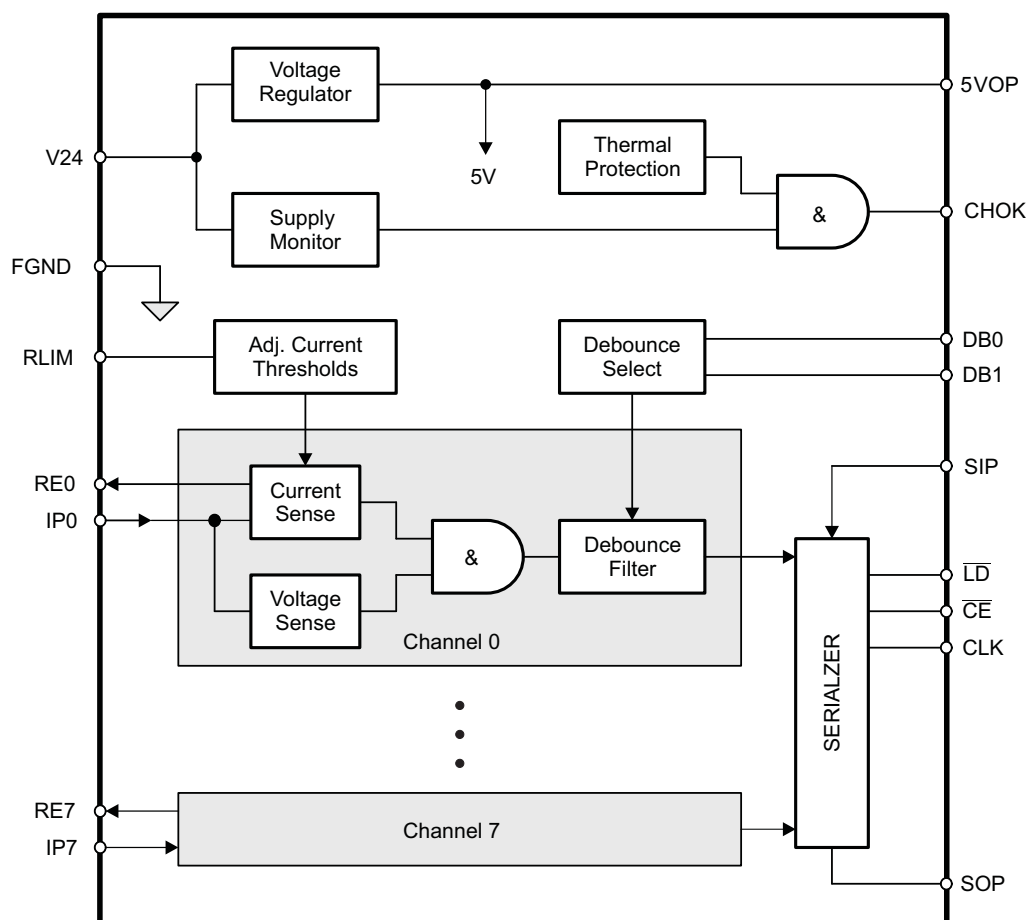 Voltage
Regulator
5VOP
V24
5V
Thermal
Protection
Supply
Monitor
&
CHOK
FGND
RLIM
Adj. Current
Thresholds
Debounce
Select
DB0
DB1
RE0
IP0
Current
Sense
&
Debounce
Filter
Voltage
Sense
Channel 0
SIP
LD
CE
CLK
SERIALZER
RE7
IP7
Channel 7
SOP